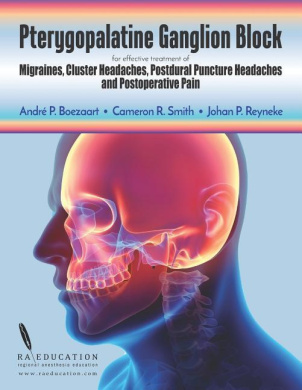 Pterygopalatine Ganglion Block
for effective treatment of
Migraines, Cluster Headaches, Postdural Puncture Headaches
and Postoperative Pain
André P. Boezaart • Cameron R. Smith • Johan P. Reyneke
RA EDUCATION
regional anesthesia education
www.raeducation.com